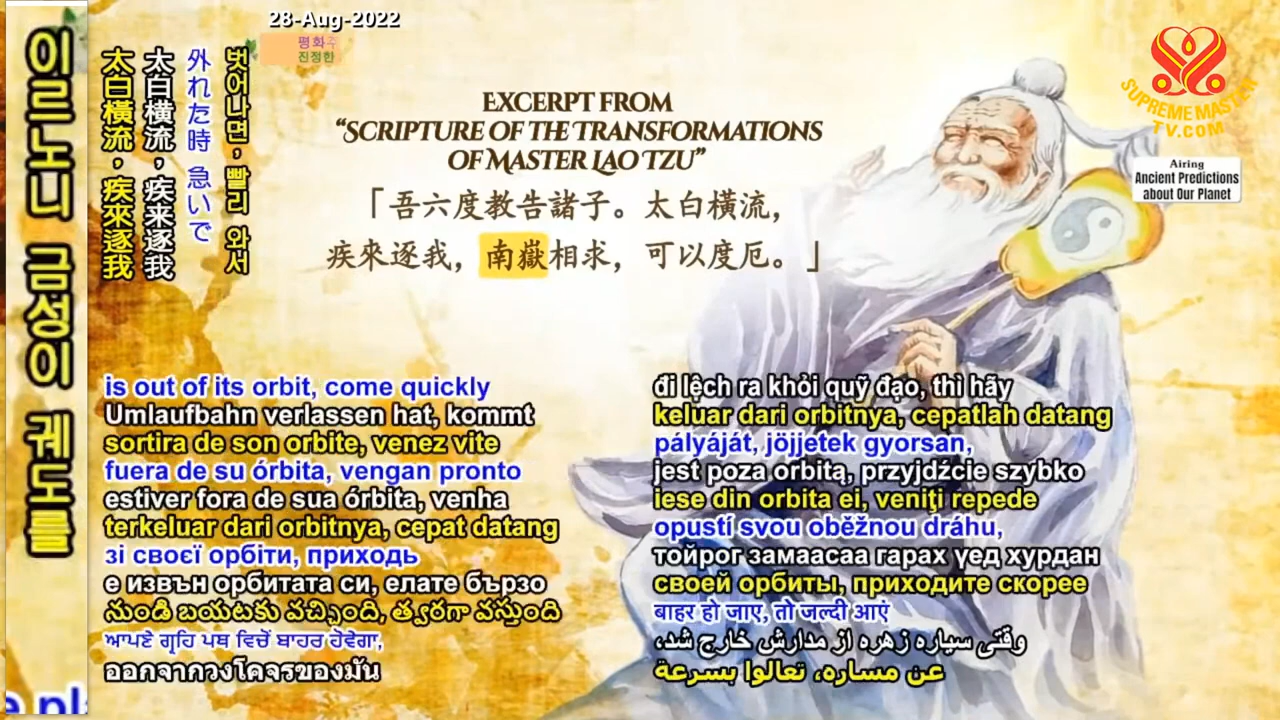 28-Aug-2022
이르노니 금성이 궤도를
太白橫流，疾來逐我
太白横流，疾来逐我
外れた時 急いで
벗어나면, 빨리 와서
평화주
진정한
EXCERPT FROM
“SCRIPTURE OF THE TRANSFORMATIONS
OF MASTER LAO TZU”
「吾六度教告諸子。太白橫流，
疾來逐我，南嶽相求，可以度厄。」
SUPREME MASTER
TV.COM
Airing
Ancient Predictions
about Our Planet
is out of its orbit, come quickly
Umlaufbahn verlassen hat, kommt
sortira de son orbite, venez vite
fuera de su órbita, vengan pronto
estiver fora de sua órbita, venha
terkeluar dari orbitnya, cepat datang
зі своєї орбіти, приходь
е извън орбитата си, елате бързо
నుండి బయటకు వచ్చింది, త్వరగా వస్తుంది
ਆਪਣੇ ਗ੍ਰਹਿ ਪਥ ਵਿਚੋਂ ਬਾਹਰ ਹੋਵੇਗਾ,
ออกจากวงโคจรของมัน
đi lệch ra khỏi quỹ đạo, thì hãy
keluar dari orbitnya, cepatlah datang
pályáját, jöjjetek gyorsan,
jest poza orbitą, przyjdźcie szybko
iese din orbita ei, veniţi repede
opustí svou oběžnou dráhu,
тойрог замаасаа гарах үед хурдан
своей орбиты, приходите скорее
बाहर हो जाए, तो जल्दी आएं
وقتی سیاره زهره از مدارش خارج شد،
عن مساره، تعالوا بسرعة
e pl